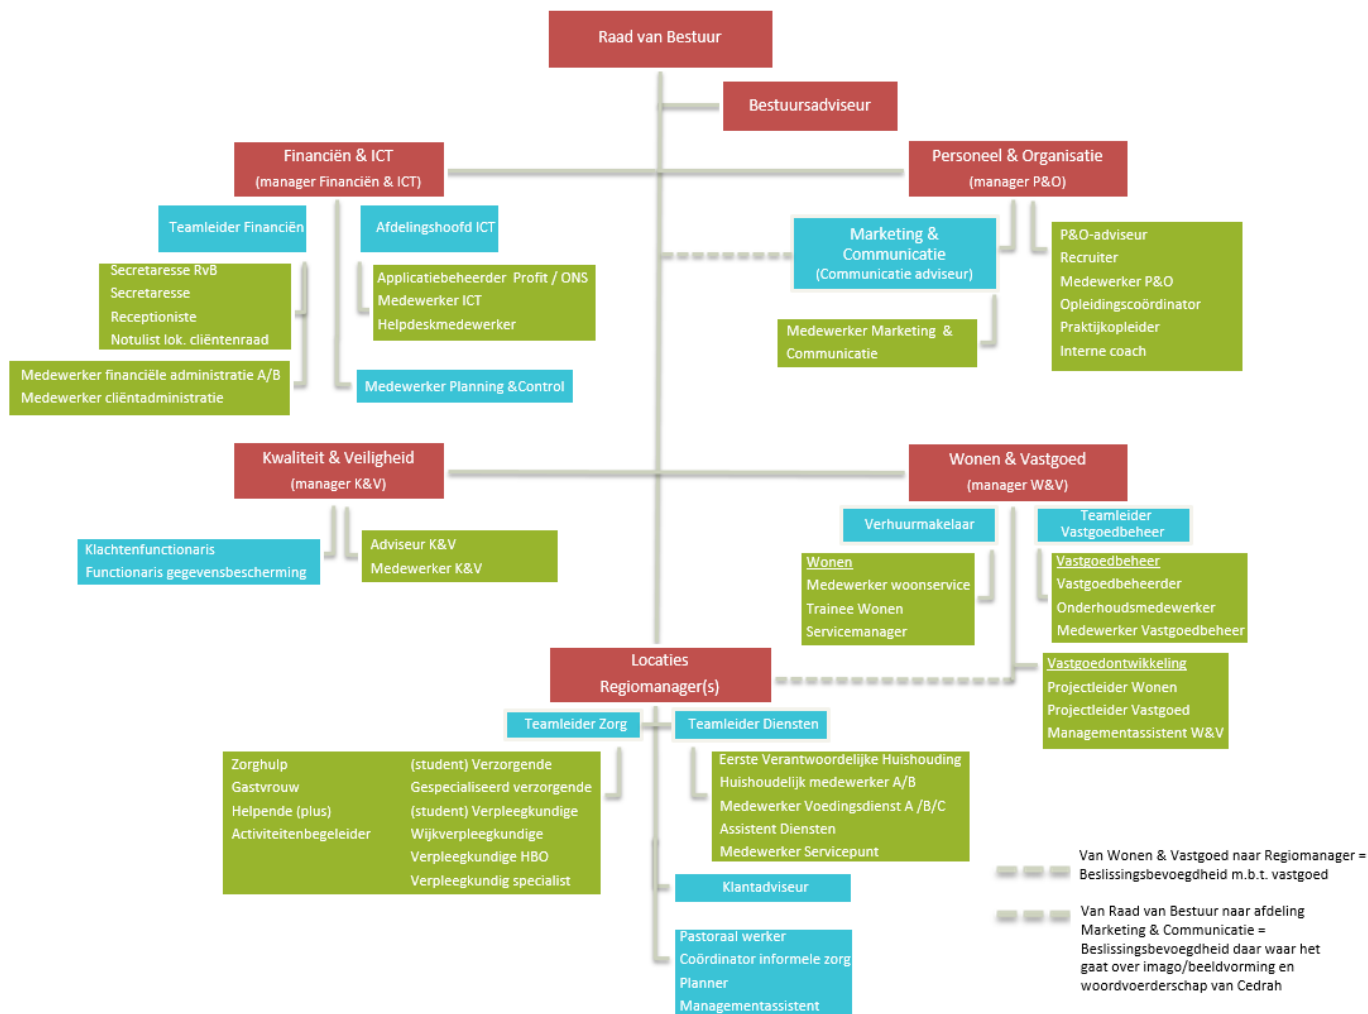 Raad van Bestuur
Bestuursadviseur
Financiën & ICT
(manager Financiën & ICT)
Personeel & Organisatie
(manager P&O)
Teamleider Financiën
Afdelingshoofd ICT
Secretaresse RvB
Secretaresse
Receptioniste
Notulist lok. cliëntenraad
Applicatiebeheerder Profit / ONS
Medewerker ICT
Helpdeskmedewerker
Medewerker financiële administratie A/B
Medewerker cliëntadministratie
Medewerker Planning &Control
Marketing &
Communicatie
(Communicatie adviseur)
Medewerker Marketing &
Communicatie
P&O-adviseur
Recruiter
Medewerker P&O
Opleidingscoördinator
Praktijkopleider
Interne coach
Kwaliteit & Veiligheid
(manager K&V)
Wonen & Vastgoed
(manager W&V)
Klachtenfunctionaris
Functionaris gegevensbescherming
Adviseur K&V
Medewerker K&V
Verhuurmakelaar
Teamleider
Vastgoedbeheer
Wonen
Medewerker woonservice
Trainee Wonen
Servicemanager
Vastgoedbeheer
Vastgoedbeheerder
Onderhoudsmedewerker
Medewerker Vastgoedbeheer
Vastgoedontwikkeling
Projectleider Wonen
Projectleider Vastgoed
Managementassistent W&V
Locaties
Regiomanager(s)
Teamleider Zorg
Teamleider Diensten
Zorghulp
Gastvrouw
Helpende (plus)
Activiteitenbegeleider
(student) Verzorgende
Gespecialiseerd verzorgende
(student) Verpleegkundige
Wijkverpleegkundige
Verpleegkundige HBO
Verpleegkundig specialist
Eerste Verantwoordelijke Huishouding
Huishoudelijk medewerker A/B
Medewerker Voedingsdienst A /B/C
Assistent Diensten
Medewerker Servicepunt
Klantadviseur
Pastoraal werker
Coördinator informele zorg
Planner
Managementassistent
Van Wonen & Vastgoed naar Regiomanager =
Beslissingsbevoegdheid m.b.t. vastgoed
Van Raad van Bestuur naar afdeling
Marketing & Communicatie =
Beslissingsbevoegdheid daar waar het
gaat over imago/beeldvorming en
woordvoerderschap van Cedrah